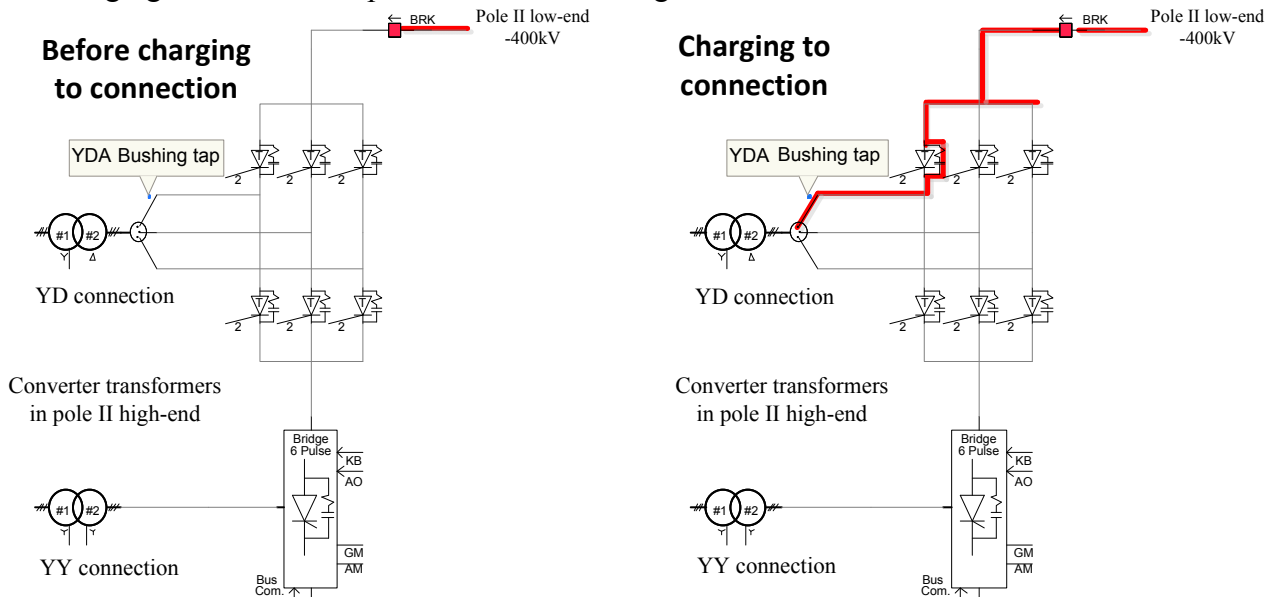 BRK
Pole II low-end
-400kV
Before charging
to connection
YDA Bushing tap
2
2
2
#1
#2
Y
Δ
YD connection
2
2
2
Converter transformers
in pole II high-end
Bridge
6 Pulse
KB
AO
#1
#2
Y
Y
GM
AM
YY connection
Bus
Com.
BRK
Pole II low-end
-400kV
Charging to
connection
YDA Bushing tap
2
2
2
#1
#2
Y
Δ
YD connection
2
2
2
Converter transformers
in pole II high-end
Bridge
6 Pulse
KB
AO
#1
#2
Y
Y
GM
AM
YY connection
Bus
Com.